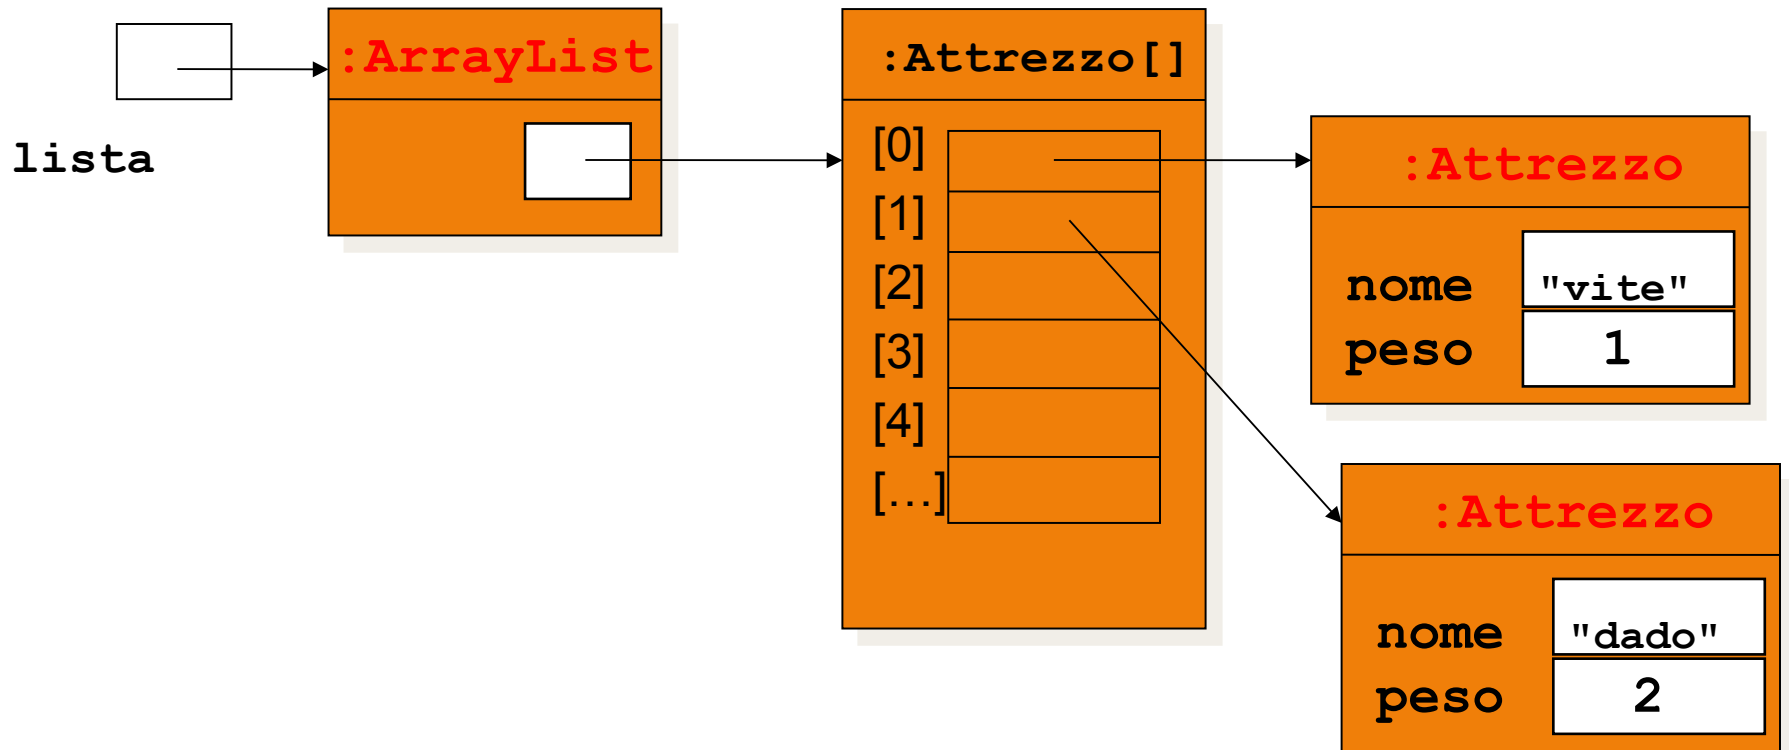 lista
:ArrayList
:Attrezzo[]
[0]
[1]
[2]
[3]
[4]
[…]
:Attrezzo
nome "vite"
peso 1
:Attrezzo
nome "dado"
peso 2